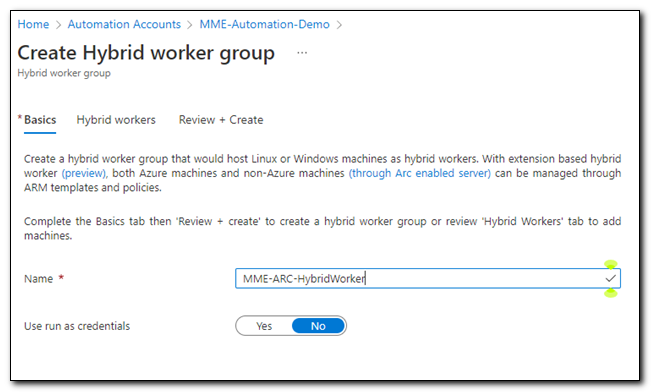 Home > Automation Accounts > MME-Automation-Demo >
Create Hybrid worker group ...
Hybrid worker group
* Basics Hybrid workers Review + Create
Create a hybrid worker group that would host Linux or Windows machines as hybrid workers. With extension based hybrid
worker (preview), both Azure machines and non-Azure machines (through Arc enabled server) can be managed through
ARM templates and policies.
Complete the Basics tab then 'Review + create' to create a hybrid worker group or review 'Hybrid Workers' tab to add
machines.
Name * MME-ARC-HybridWorker
Use run as credentials Yes No